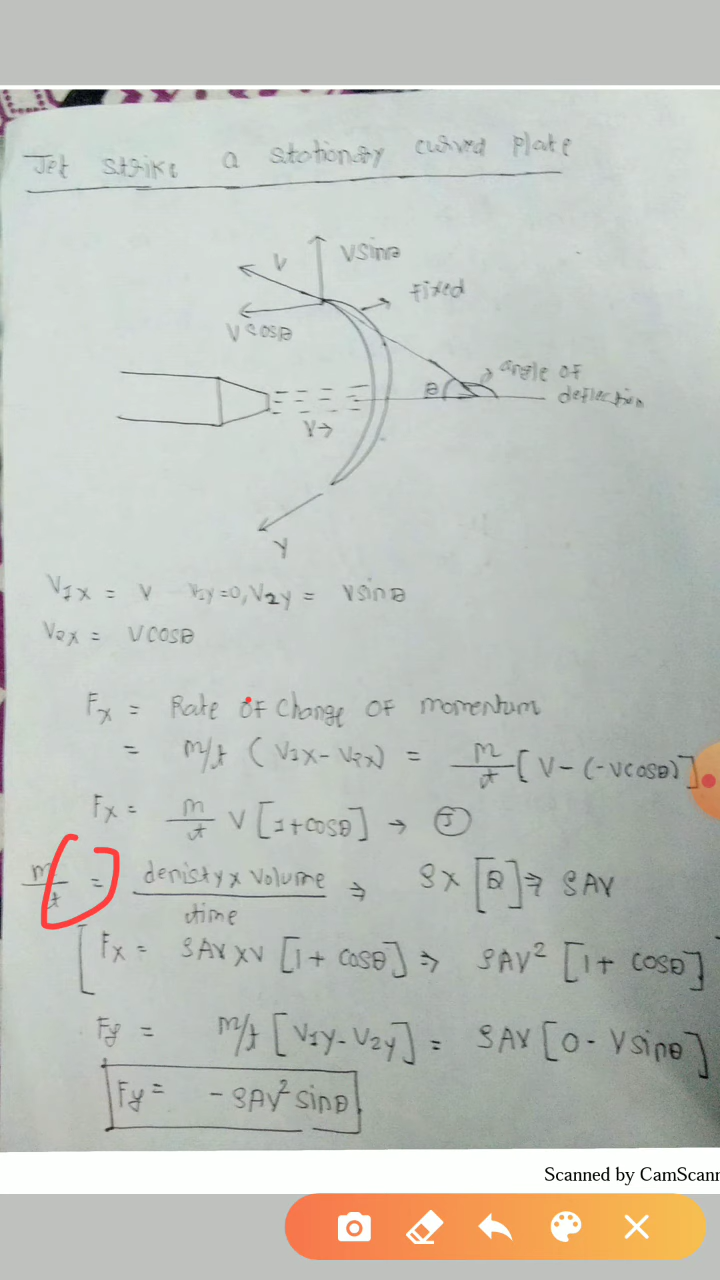 Jet strike a stationary curved plate
V
Vsinθ
Fixed
Vcosθ
θ
angle of
deflection
V→
V
V1x = V V1y=0, V2y = Vsinθ
V2x = Vcosθ
Fx = Rate of change of momentum
= m/t (V1x-V2x) = m/t [V-(-Vcosθ)]
Fx = m/t V[1+cosθ] → ①
m/t = denisty x volume / time ⇒ ρ x [Q] ⇒ ρAV
[Fx = ρAV x V [1+cosθ] ⇒ ρAV² [1+ cosθ]
Fy = m/t [V1y-V2y] = ρAV [0-Vsinθ]
Fy = -ρAV² sinθ
Scanned by CamScann